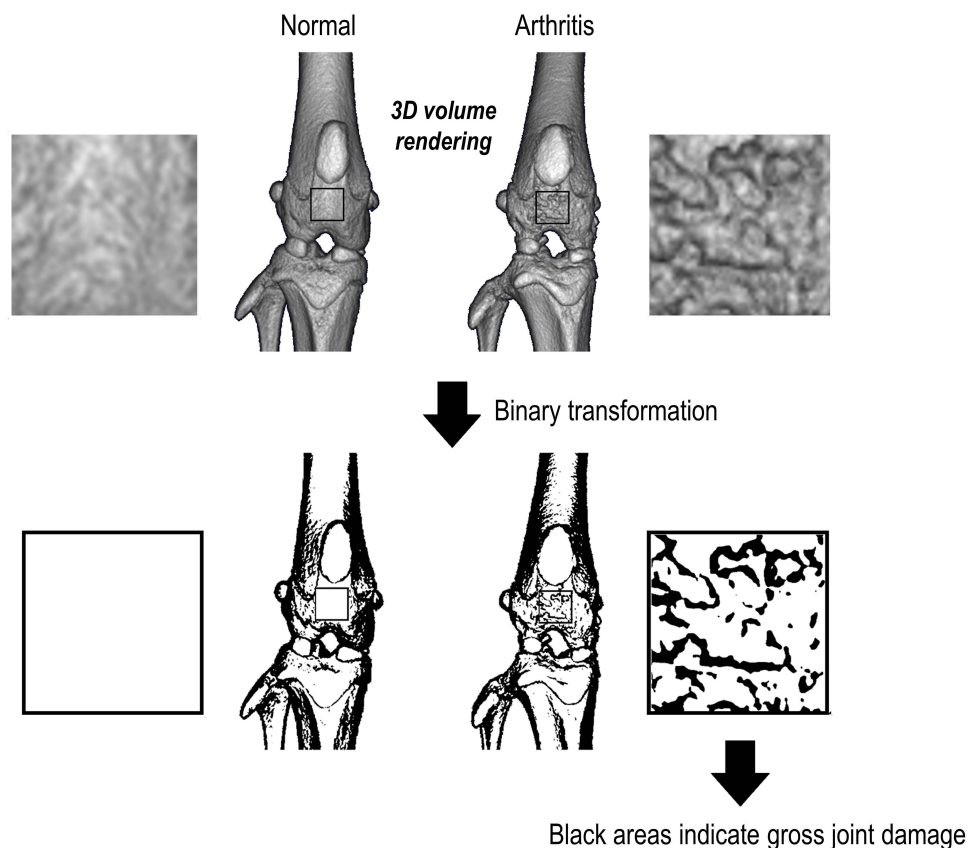 Normal
Arthritis
3D volume
rendering
Binary transformation
Black areas indicate gross joint damage